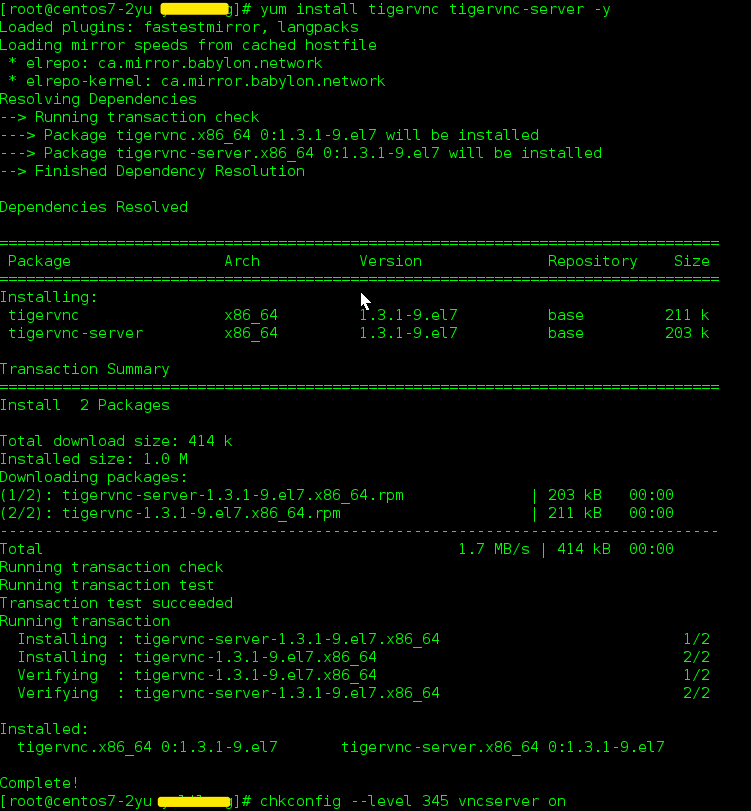 [root@centos7-2yu g]# yum install tigervnc tigervnc-server -y
Loaded plugins: fastestmirror, langpacks
Loading mirror speeds from cached hostfile
 * elrepo: ca.mirror.babylon.network
 * elrepo-kernel: ca.mirror.babylon.network
Resolving Dependencies
--> Running transaction check
---> Package tigervnc.x86_64 0:1.3.1-9.el7 will be installed
---> Package tigervnc-server.x86_64 0:1.3.1-9.el7 will be installed
--> Finished Dependency Resolution

Dependencies Resolved

================================================================================
 Package Arch Version Repository Size
================================================================================
Installing:
 tigervnc x86_64 1.3.1-9.el7 base 211 k
 tigervnc-server x86_64 1.3.1-9.el7 base 203 k

Transaction Summary
================================================================================
Install  2 Packages

Total download size: 414 k
Installed size: 1.0 M
Downloading packages:
(1/2): tigervnc-server-1.3.1-9.el7.x86_64.rpm | 203 kB 00:00
(2/2): tigervnc-1.3.1-9.el7.x86_64.rpm | 211 kB 00:00
--------------------------------------------------------------------------------
Total 1.7 MB/s | 414 kB 00:00
Running transaction check
Running transaction test
Transaction test succeeded
Running transaction
  Installing : tigervnc-server-1.3.1-9.el7.x86_64 1/2
  Installing : tigervnc-1.3.1-9.el7.x86_64 2/2
  Verifying  : tigervnc-1.3.1-9.el7.x86_64 1/2
  Verifying  : tigervnc-server-1.3.1-9.el7.x86_64 2/2

Installed:
  tigervnc.x86_64 0:1.3.1-9.el7 tigervnc-server.x86_64 0:1.3.1-9.el7

Complete!
[root@centos7-2yu g]# chkconfig --level 345 vncserver on